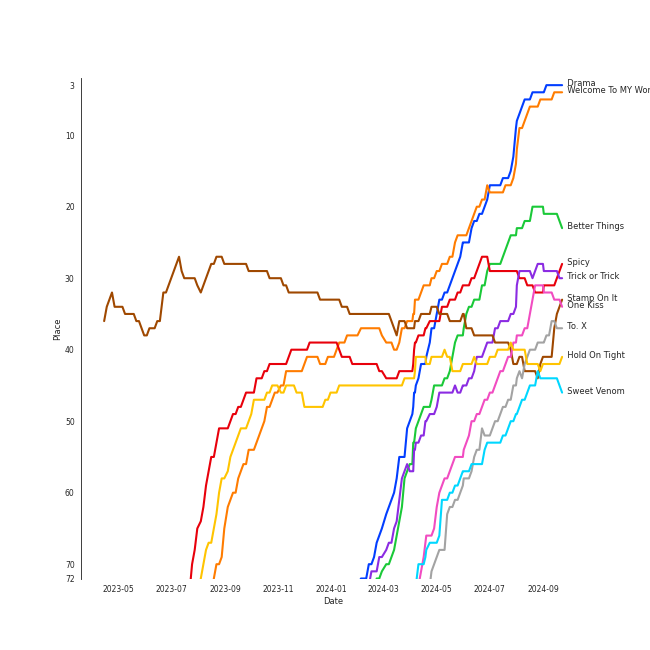 3
10
20
30
40
50
60
70
72
Place
2023-05
2023-07
2023-09
2023-11
2024-01
2024-03
2024-05
2024-07
2024-09
Date
Drama
Welcome To MY Wor
Better Things
Spicy
Trick or Trick
Stamp On It
One Kiss
To. X
Hold On Tight
Sweet Venom